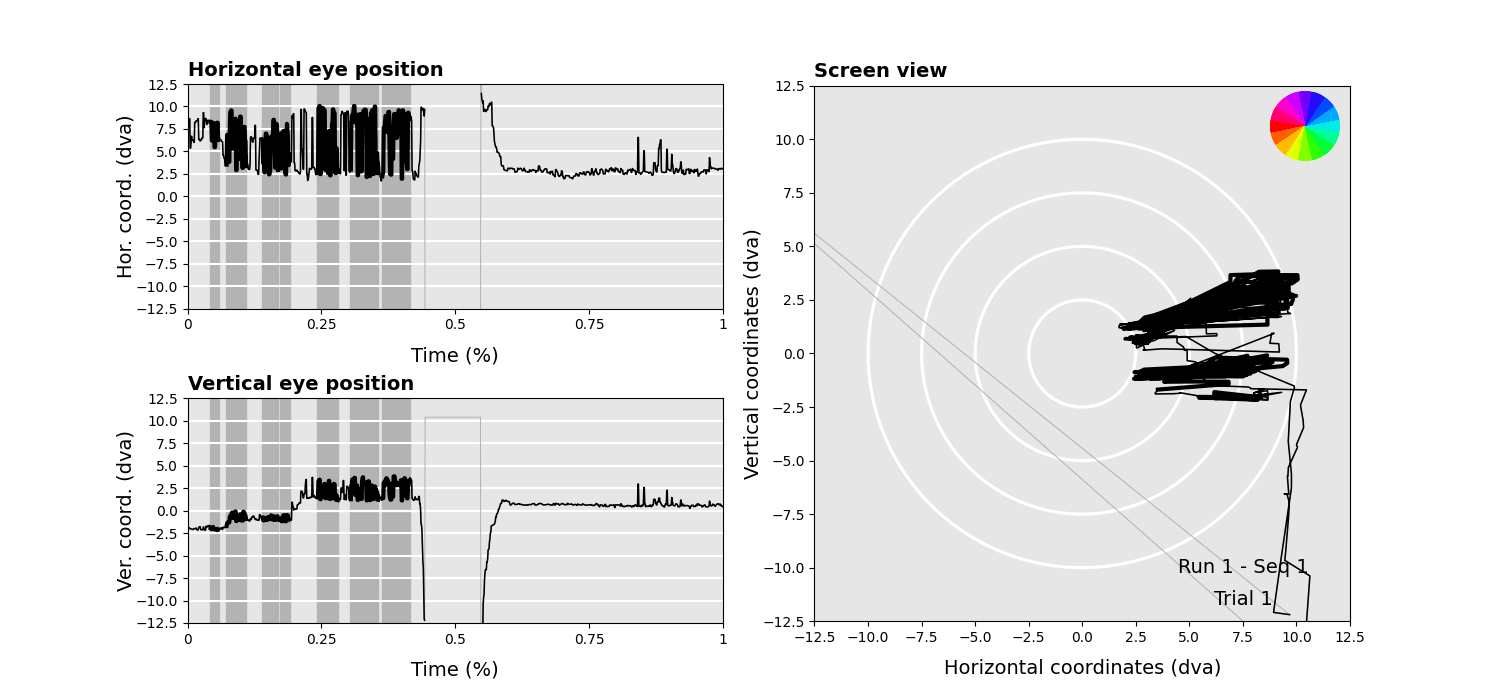 Horizontal eye position
12.5
10.0
7.5
5.0
2.5
0.0
−2.5
−5.0
−7.5
−10.0
−12.5
Hor. coord. (dva)
0 0.25 0.5 0.75 1
Time (%)
Vertical eye position
12.5
10.0
7.5
5.0
2.5
0.0
−2.5
−5.0
−7.5
−10.0
−12.5
Ver. coord. (dva)
0 0.25 0.5 0.75 1
Time (%)
Screen view
12.5
10.0
7.5
5.0
2.5
0.0
−2.5
−5.0
−7.5
−10.0
−12.5
Vertical coordinates (dva)
Run 1 - Seq 1
Trial 1
−12.5 −10.0 −7.5 −5.0 −2.5 0.0 2.5 5.0 7.5 10.0 12.5
Horizontal coordinates (dva)